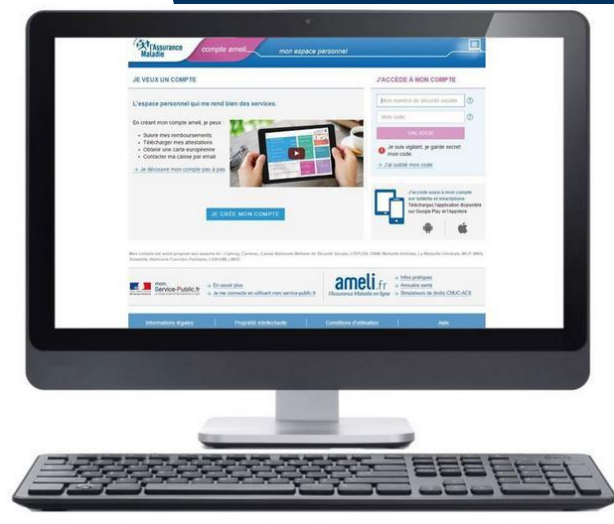 l'Assurance
Maladie
compte ameli
mon espace personnel
JE VEUX UN COMPTE
L'espace personnel qui me rend bien des services.
En créant mon compte ameli, je peux :
• Suivre mes remboursements
• Télécharger mes attestations
• Obtenir une carte européenne
• Contacter ma caisse par email
Je découvre mon compte pas à pas
JE CRÉE MON COMPTE
J'ACCÈDE À MON COMPTE
Mon numéro de sécurité sociale
Mon code
VALIDER
Je suis vigilant, je garde secret
mon code.
J'ai oublié mon code
J'accède aussi à mon compte
sur tablette et smartphone
Téléchargez l'application disponible
sur Google Play et l'Appstore
mon.
Service-Public.fr
En savoir plus
Je me connecte en utilisant mon.service-public.fr
ameli.fr
l'Assurance Maladie en ligne
Infos pratiques
Annuaire santé
Simulateurs de droits CMUC-ACS
Informations légales
Propriété intellectuelle
Conditions d'utilisation
Aide